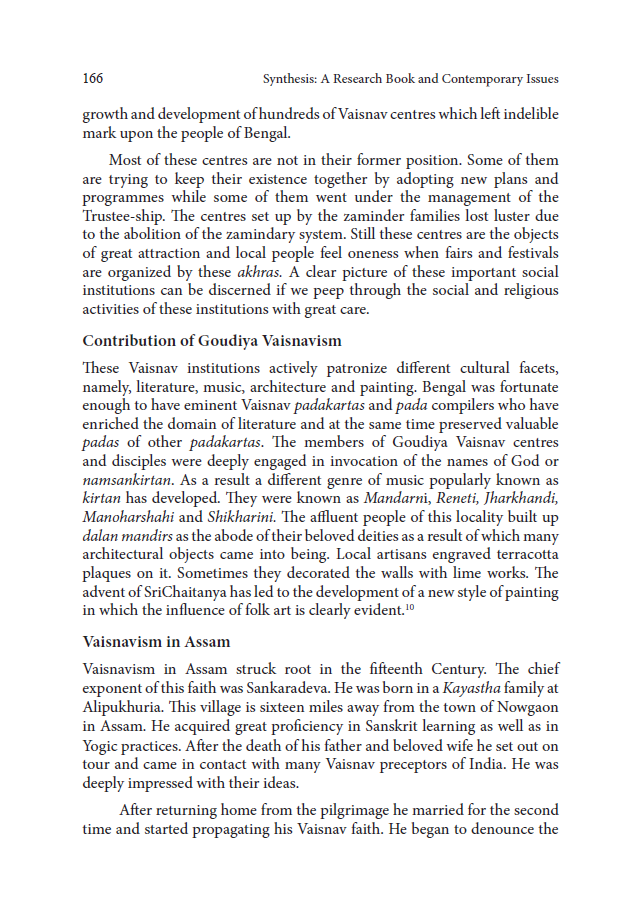 166 Synthesis: A Research Book and Contemporary Issues
growth and development of hundreds of Vaisnav centres which left indelible
mark upon the people of Bengal.
Most of these centres are not in their former position. Some of them
are trying to keep their existence together by adopting new plans and
programmes while some of them went under the management of the
Trustee-ship. The centres set up by the zaminder families lost luster due
to the abolition of the zamindary system. Still these centres are the objects
of great attraction and local people feel oneness when fairs and festivals
are organized by these akhras. A clear picture of these important social
institutions can be discerned if we peep through the social and religious
activities of these institutions with great care.
Contribution of Goudiya Vaisnavism
These Vaisnav institutions actively patronize different cultural facets,
namely, literature, music, architecture and painting. Bengal was fortunate
enough to have eminent Vaisnav padakartas and pada compilers who have
enriched the domain of literature and at the same time preserved valuable
padas of other padakartas. The members of Goudiya Vaisnav centres
and disciples were deeply engaged in invocation of the names of God or
namsankirtan. As a result a different genre of music popularly known as
kirtan has developed. They were known as Mandarni, Reneti, Jharkhandi,
Manoharshahi and Shikharini. The affluent people of this locality built up
dalan mandirs as the abode of their beloved deities as a result of which many
architectural objects came into being. Local artisans engraved terracotta
plaques on it. Sometimes they decorated the walls with lime works. The
advent of SriChaitanya has led to the development of a new style of painting
in which the influence of folk art is clearly evident.10
Vaisnavism in Assam
Vaisnavism in Assam struck root in the fifteenth Century. The chief
exponent of this faith was Sankaradeva. He was born in a Kayastha family at
Alipukhuria. This village is sixteen miles away from the town of Nowgaon
in Assam. He acquired great proficiency in Sanskrit learning as well as in
Yogic practices. After the death of his father and beloved wife he set out on
tour and came in contact with many Vaisnav preceptors of India. He was
deeply impressed with their ideas.
After returning home from the pilgrimage he married for the second
time and started propagating his Vaisnav faith. He began to denounce the